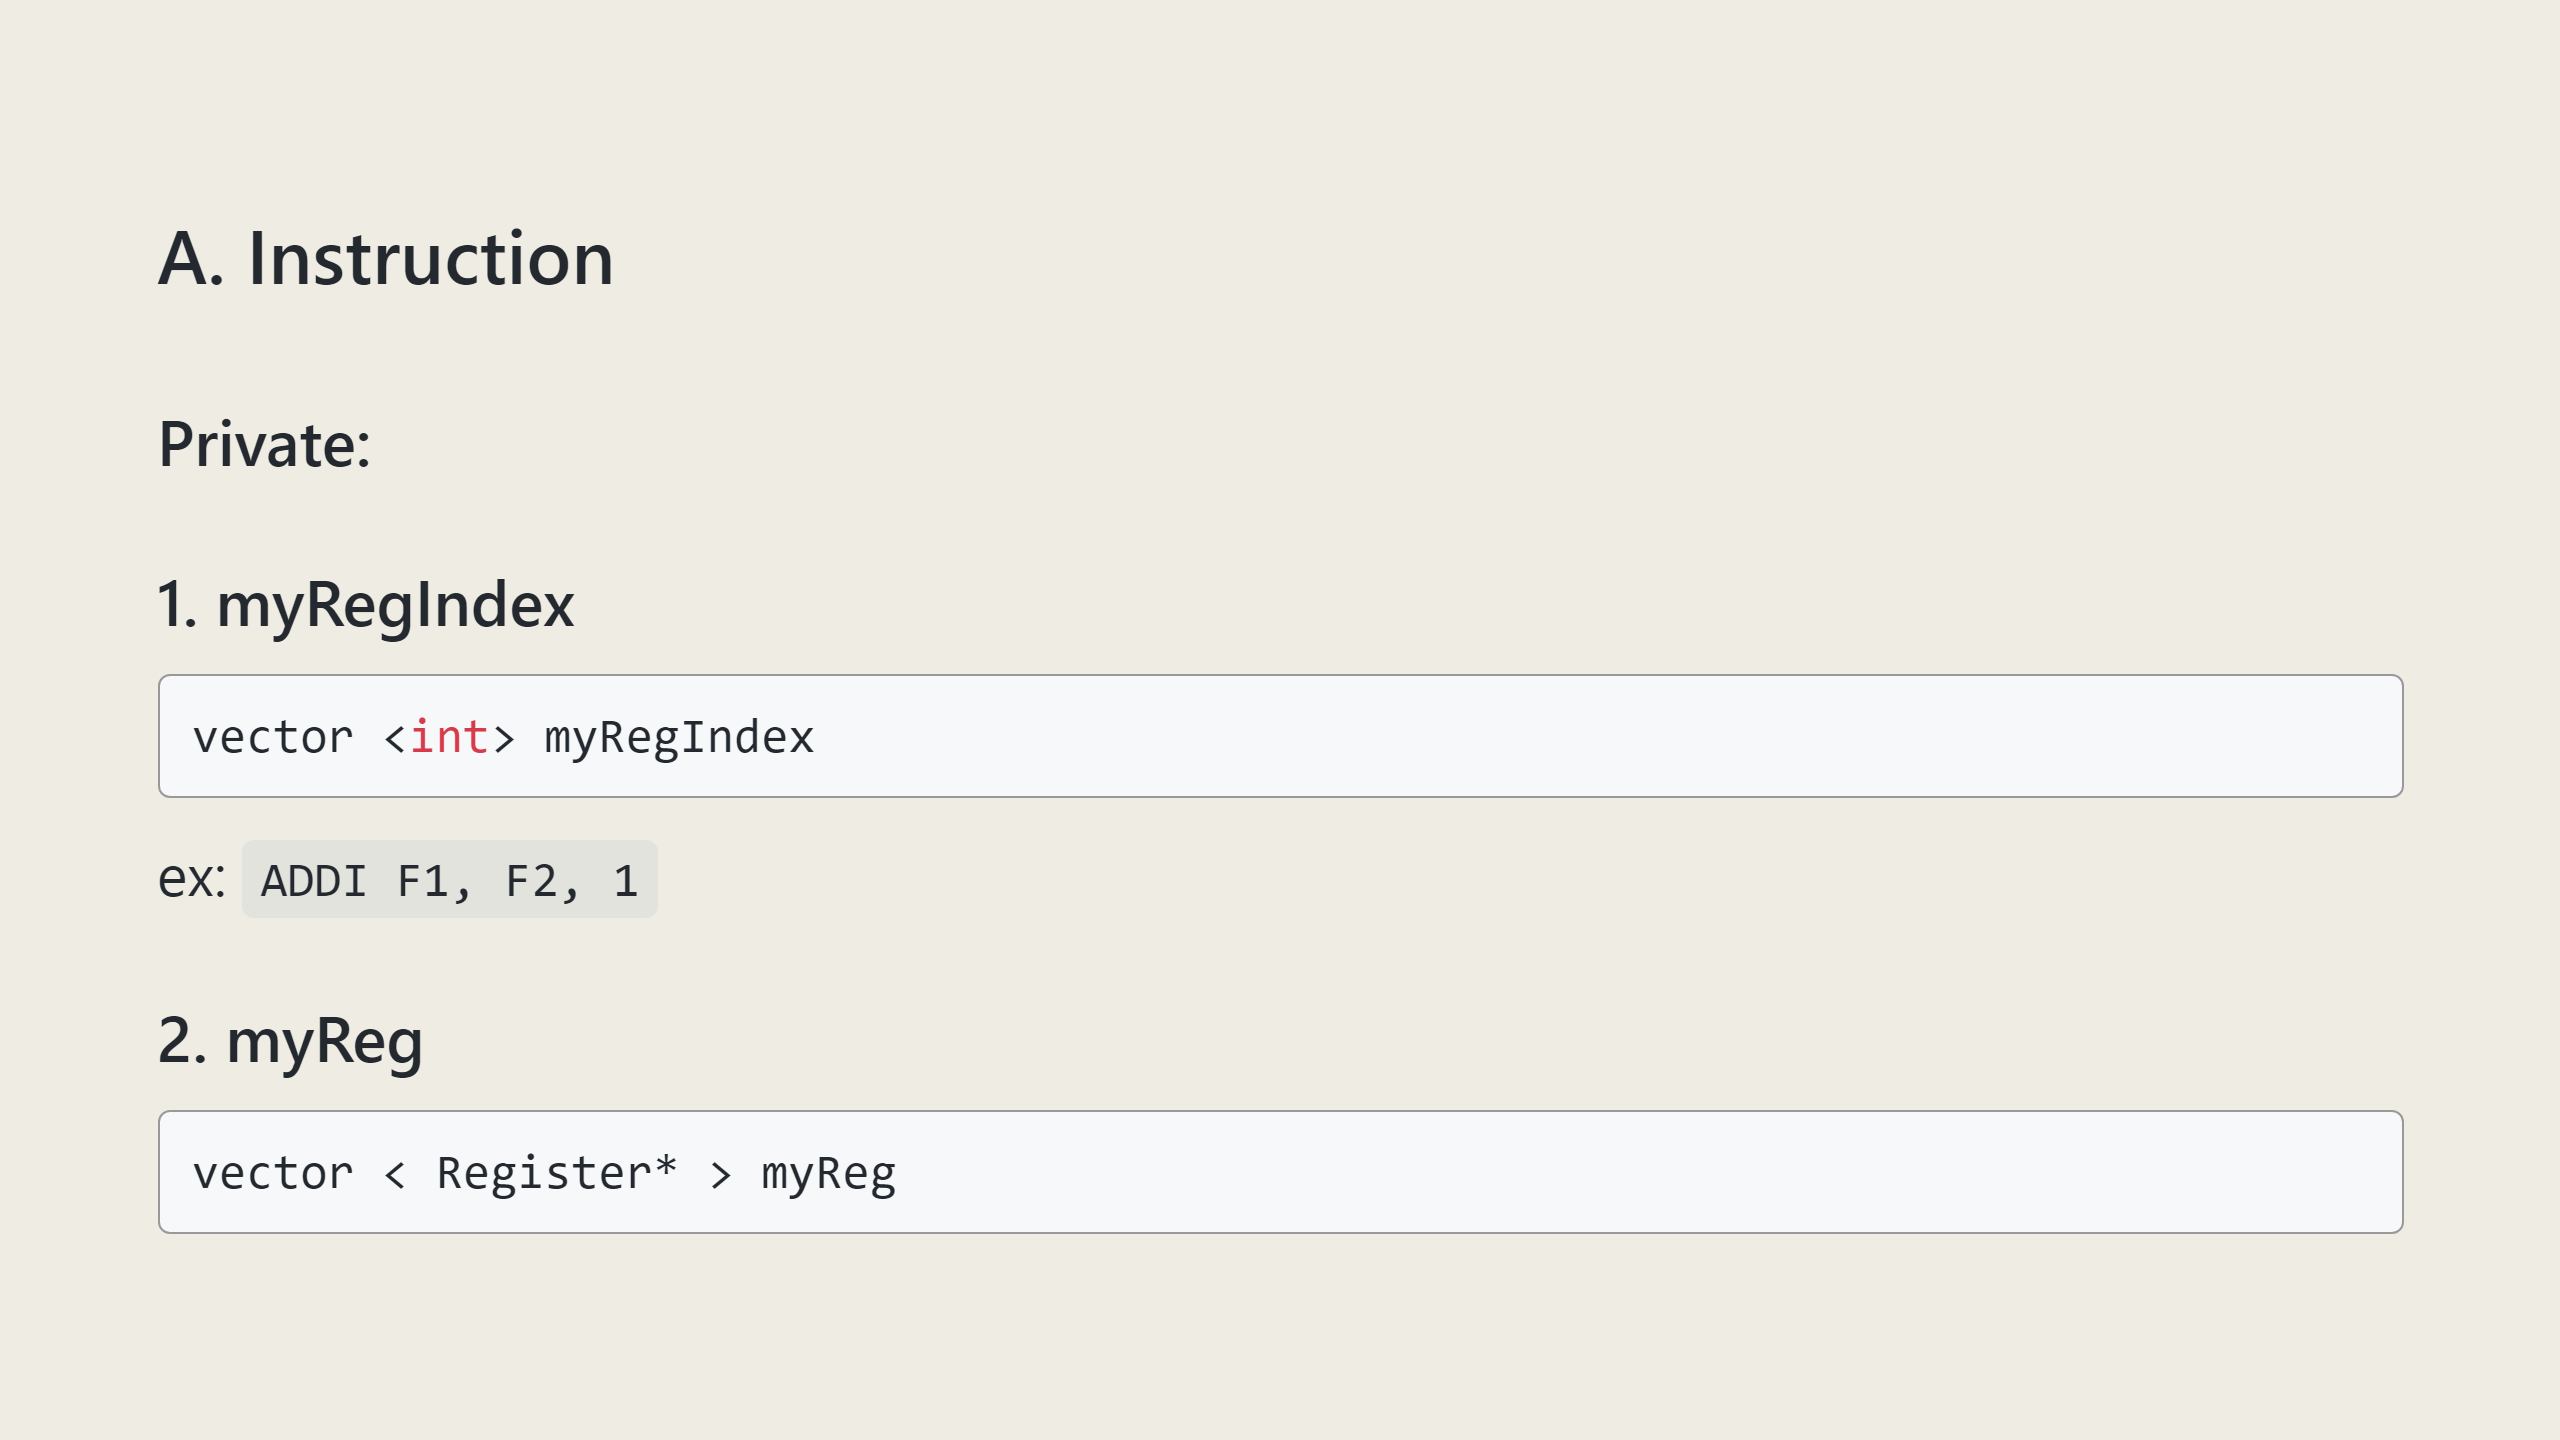 A. Instruction
Private:
1. myRegIndex
vector <int> myRegIndex
ex: ADDI F1, F2, 1
2. myReg
vector < Register* > myReg